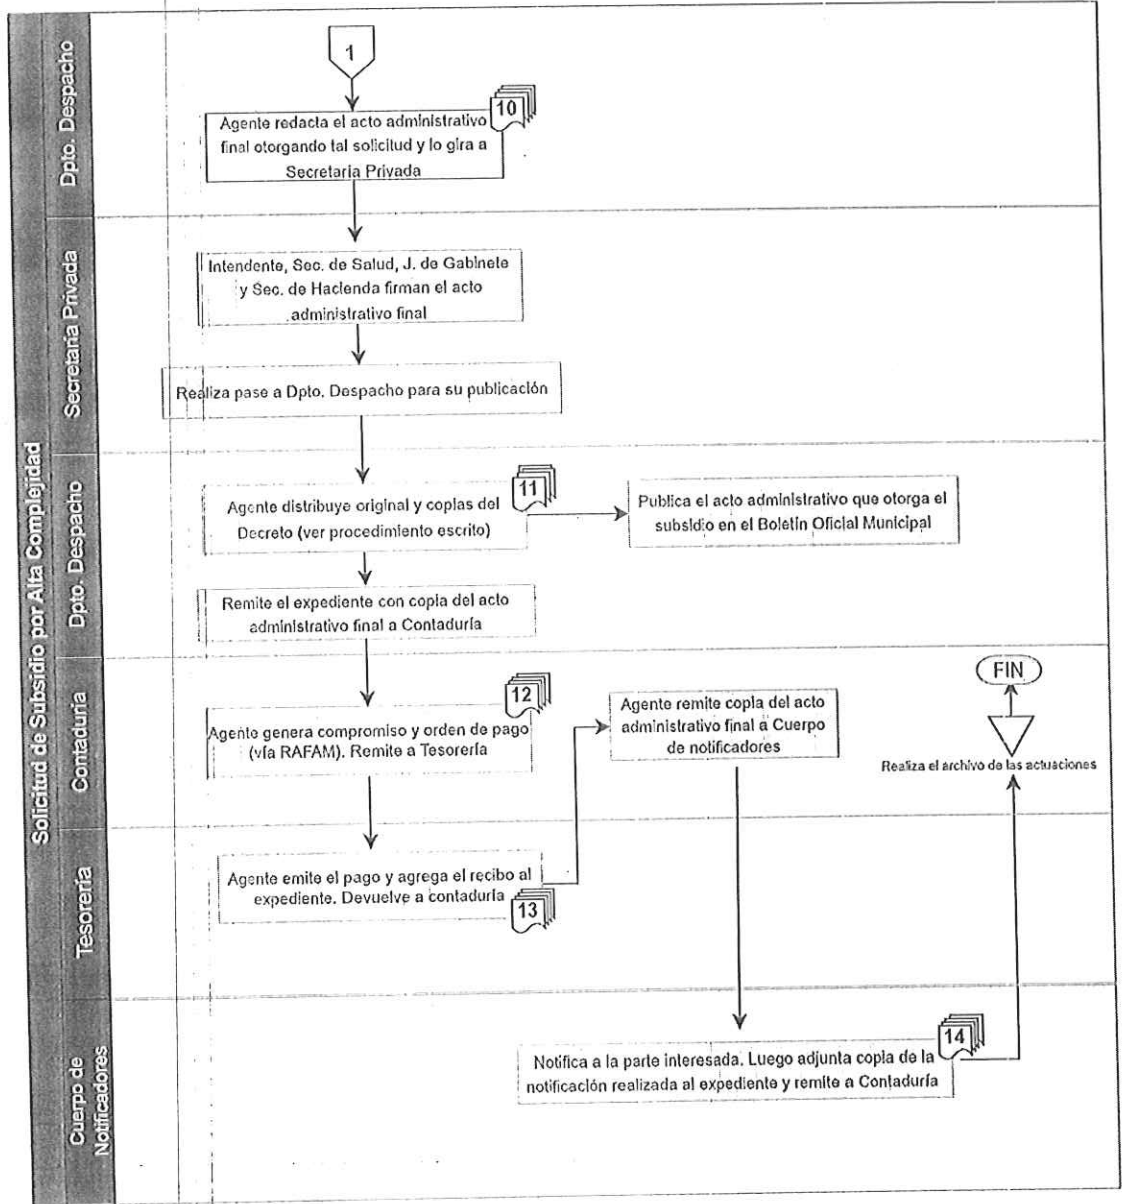 Solicitud de Subsidio por Alta Complejidad
Dpto. Despacho
1
10
Agente redacta el acto administrativo
final otorgando tal solicitud y lo gira a
Secretaria Privada
Secretaría Privada
Intendente, Sec. de Salud, J. de Gabinete
y Sec. de Hacienda firman el acto
administrativo final
Realiza pase a Dpto. Despacho para su publicación
Dpto. Despacho
11
Agente distribuye original y copias del
Decreto (ver procedimiento escrito)
Publica el acto administrativo que otorga el
subsidio en el Boletín Oficial Municipal
Remite el expediente con copia del acto
administrativo final a Contaduría
Contaduría
12
Agente genera compromiso y orden de pago
(vía RAFAM). Remite a Tesorería
Agente remite copia del acto
administrativo final a Cuerpo
de notificadores
FIN
Realiza el archivo de las actuaciones
Tesorería
Agente emite el pago y agrega el recibo al
expediente. Devuelve a contaduría
13
Cuerpo de
Notificadores
14
Notifica a la parte interesada. Luego adjunta copia de la
notificación realizada al expediente y remite a Contaduría